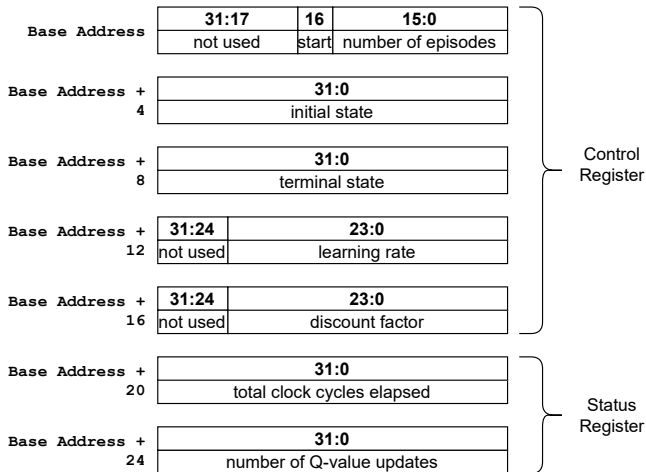 31:17 16 15:0
Base Address
not used start number of episodes
Base Address + 31:0
4 initial state
Base Address + 31:0
8 terminal state
Control
Register
Base Address + 31:24 23:0
12 not used learning rate
Base Address + 31:24 23:0
16 not used discount factor
Base Address + 31:0
20 total clock cycles elapsed
Status
Register
Base Address + 31:0
24 number of Q-value updates